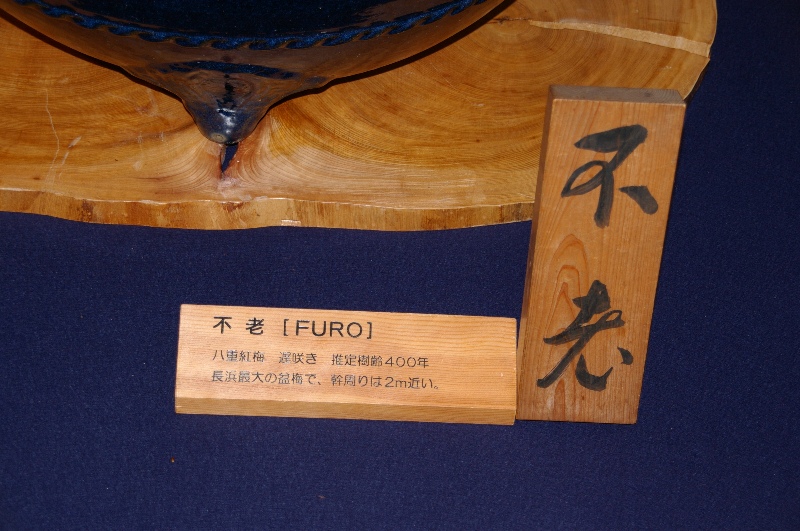 不老
不老 [FURO]
八重紅梅 遅咲き 推定樹齢400年
長浜最大の盆梅で、幹周りは2m近い。